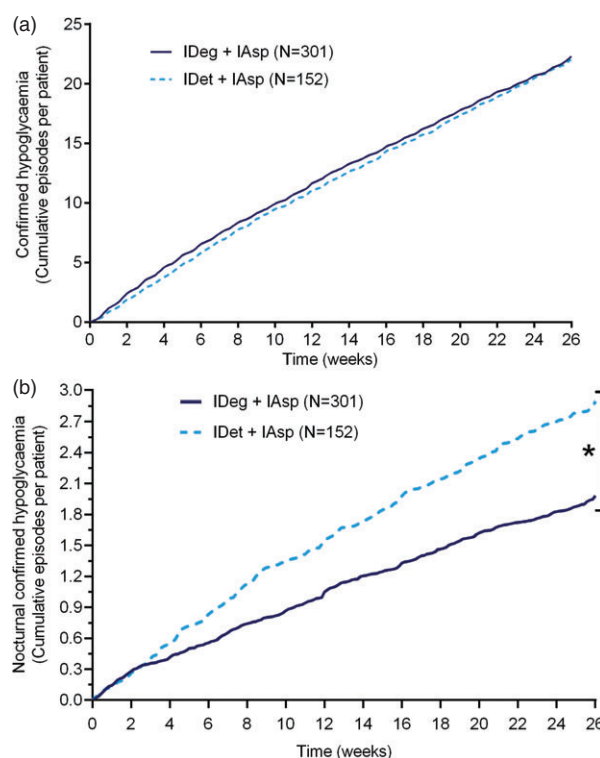 (a)
IDeg + IAsp (N=301)
IDet + IAsp (N=152)
Confirmed hypoglycaemia
(Cumulative episodes per patient)
25
20
15
10
5
0
0 2 4 6 8 10 12 14 16 18 20 22 24 26
Time (weeks)
(b)
IDeg + IAsp (N=301)
IDet + IAsp (N=152)
Nocturnal confirmed hypoglycaemia
(Cumulative episodes per patient)
3.0
2.7
2.4
2.1
1.8
1.5
1.2
0.9
0.6
0.3
0.0
*
0 2 4 6 8 10 12 14 16 18 20 22 24 26
Time (weeks)